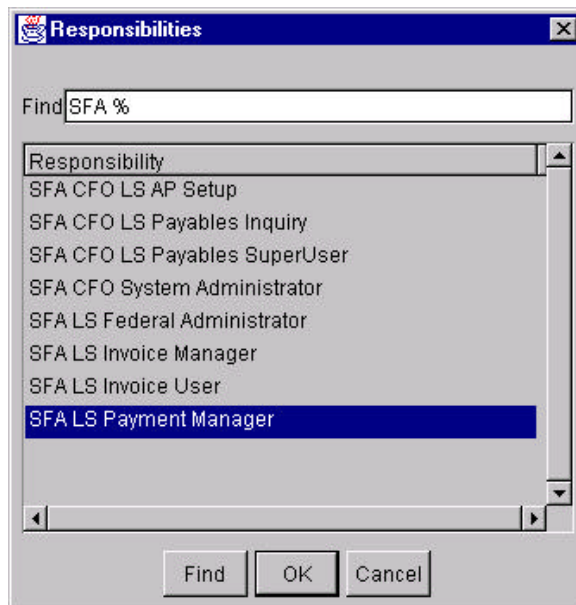 Responsibilities
Find SFA %
Responsibility
SFA CFO LS AP Setup
SFA CFO LS Payables Inquiry
SFA CFO LS Payables SuperUser
SFA CFO System Administrator
SFA LS Federal Administrator
SFA LS Invoice Manager
SFA LS Invoice User
SFA LS Payment Manager
Find OK Cancel